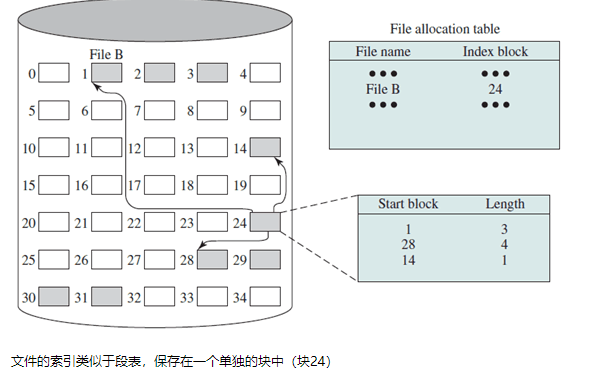 File allocation table
File name Index block
••• •••
File B 24
••• •••
File B
0 1 2 3 4
5 6 7 8 9
10 11 12 13 14
15 16 17 18 19
20 21 22 23 24
25 26 27 28 29
30 31 32 33 34
Start block Length
1 3
28 4
14 1
文件的索引类似于段表，保存在一个单独的块中（块24）